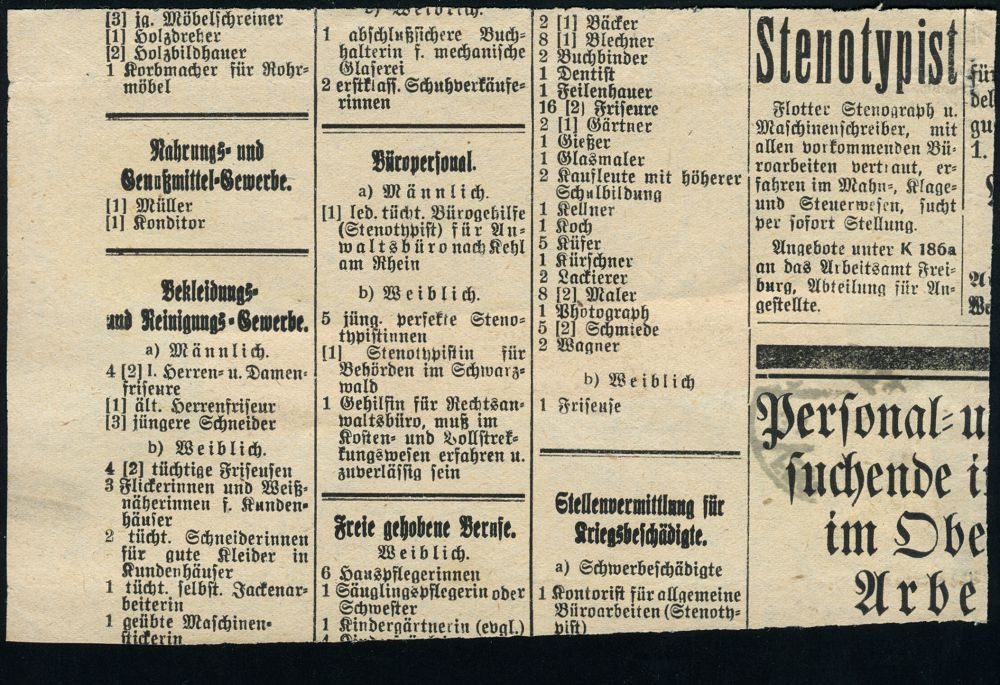 [3] jg. Möbelschreiner
[1] Holzdreher
[2] Holzbildhauer
1 Korbmacher für Rohr-
möbel
Nahrungs- und
Genußmittel-Gewerbe.
[1] Müller
[1] Konditor
Bekleidungs-
und Reinigungs-Gewerbe.
a) Männlich.
4 [2] 1. Herren- u. Damen-
friseure
[1] ält. Herrenfriseur
[3] jüngere Schneider
b) Weiblich.
4 [2] tüchtige Friseusen
3 Flickerinnen und Weiß-
näherinnen f. Kunden-
häuser
2 tücht. Schneiderinnen
für gute Kleider in
Kundenhäuser
1 tücht. selbst. Jackenar-
beiterin
1 geübte Maschinen-
stickerin
b) Weiblich.
1 abschlußsichere Buch-
halterin f. mechanische
Glaserei
2 erstklass. Schuhverkäufe-
rinnen
Büropersonal.
a) Männlich.
[1] led. tücht. Bürogehilfe
(Stenotypist) für An-
waltsbüro nach Kehl
am Rhein
b) Weiblich.
5 jüng. perfekte Steno-
typistinnen
[1] Stenotypistin für
Behörden im Schwarz-
wald
1 Gehilfin für Rechtsan-
waltsbüro, muß im
Kosten- und Vollstrek-
kungswesen erfahren u.
zuverlässig sein
Freie gehobene Berufe.
Weiblich.
6 Hauspflegerinnen
1 Säuglingspflegerin oder
Schwester
1 Kindergärtnerin (evgl.)
2 [1] Bäcker
8 [1] Blechner
2 Buchbinder
1 Dentist
1 Feilenhauer
16 [2] Friseure
2 [1] Gärtner
1 Gießer
1 Glasmaler
2 Kaufleute mit höherer
Schulbildung
1 Kellner
1 Koch
5 Küfer
1 Kürschner
2 Lackierer
8 [2] Maler
1 Photograph
5 [2] Schmiede
2 Wagner
b) Weiblich
1 Friseuse
Stellenvermittlung für
Kriegsbeschädigte.
a) Schwerbeschädigte
1 Kontorist für allgemeine
Büroarbeiten (Stenoty-
pist)
Stenotypist
Flotter Stenograph u.
Maschinenschreiber, mit
allen vorkommenden Bü-
roarbeiten vertraut, er-
fahren im Mahn-, Klage-
und Steuerwesen, sucht
per sofort Stellung.
Angebote unter K 186a
an das Arbeitsamt Frei-
burg, Abteilung für An-
gestellte.
Personal- u
suchende i
im Obe
Arbe
für
del
gu
1.
A
We